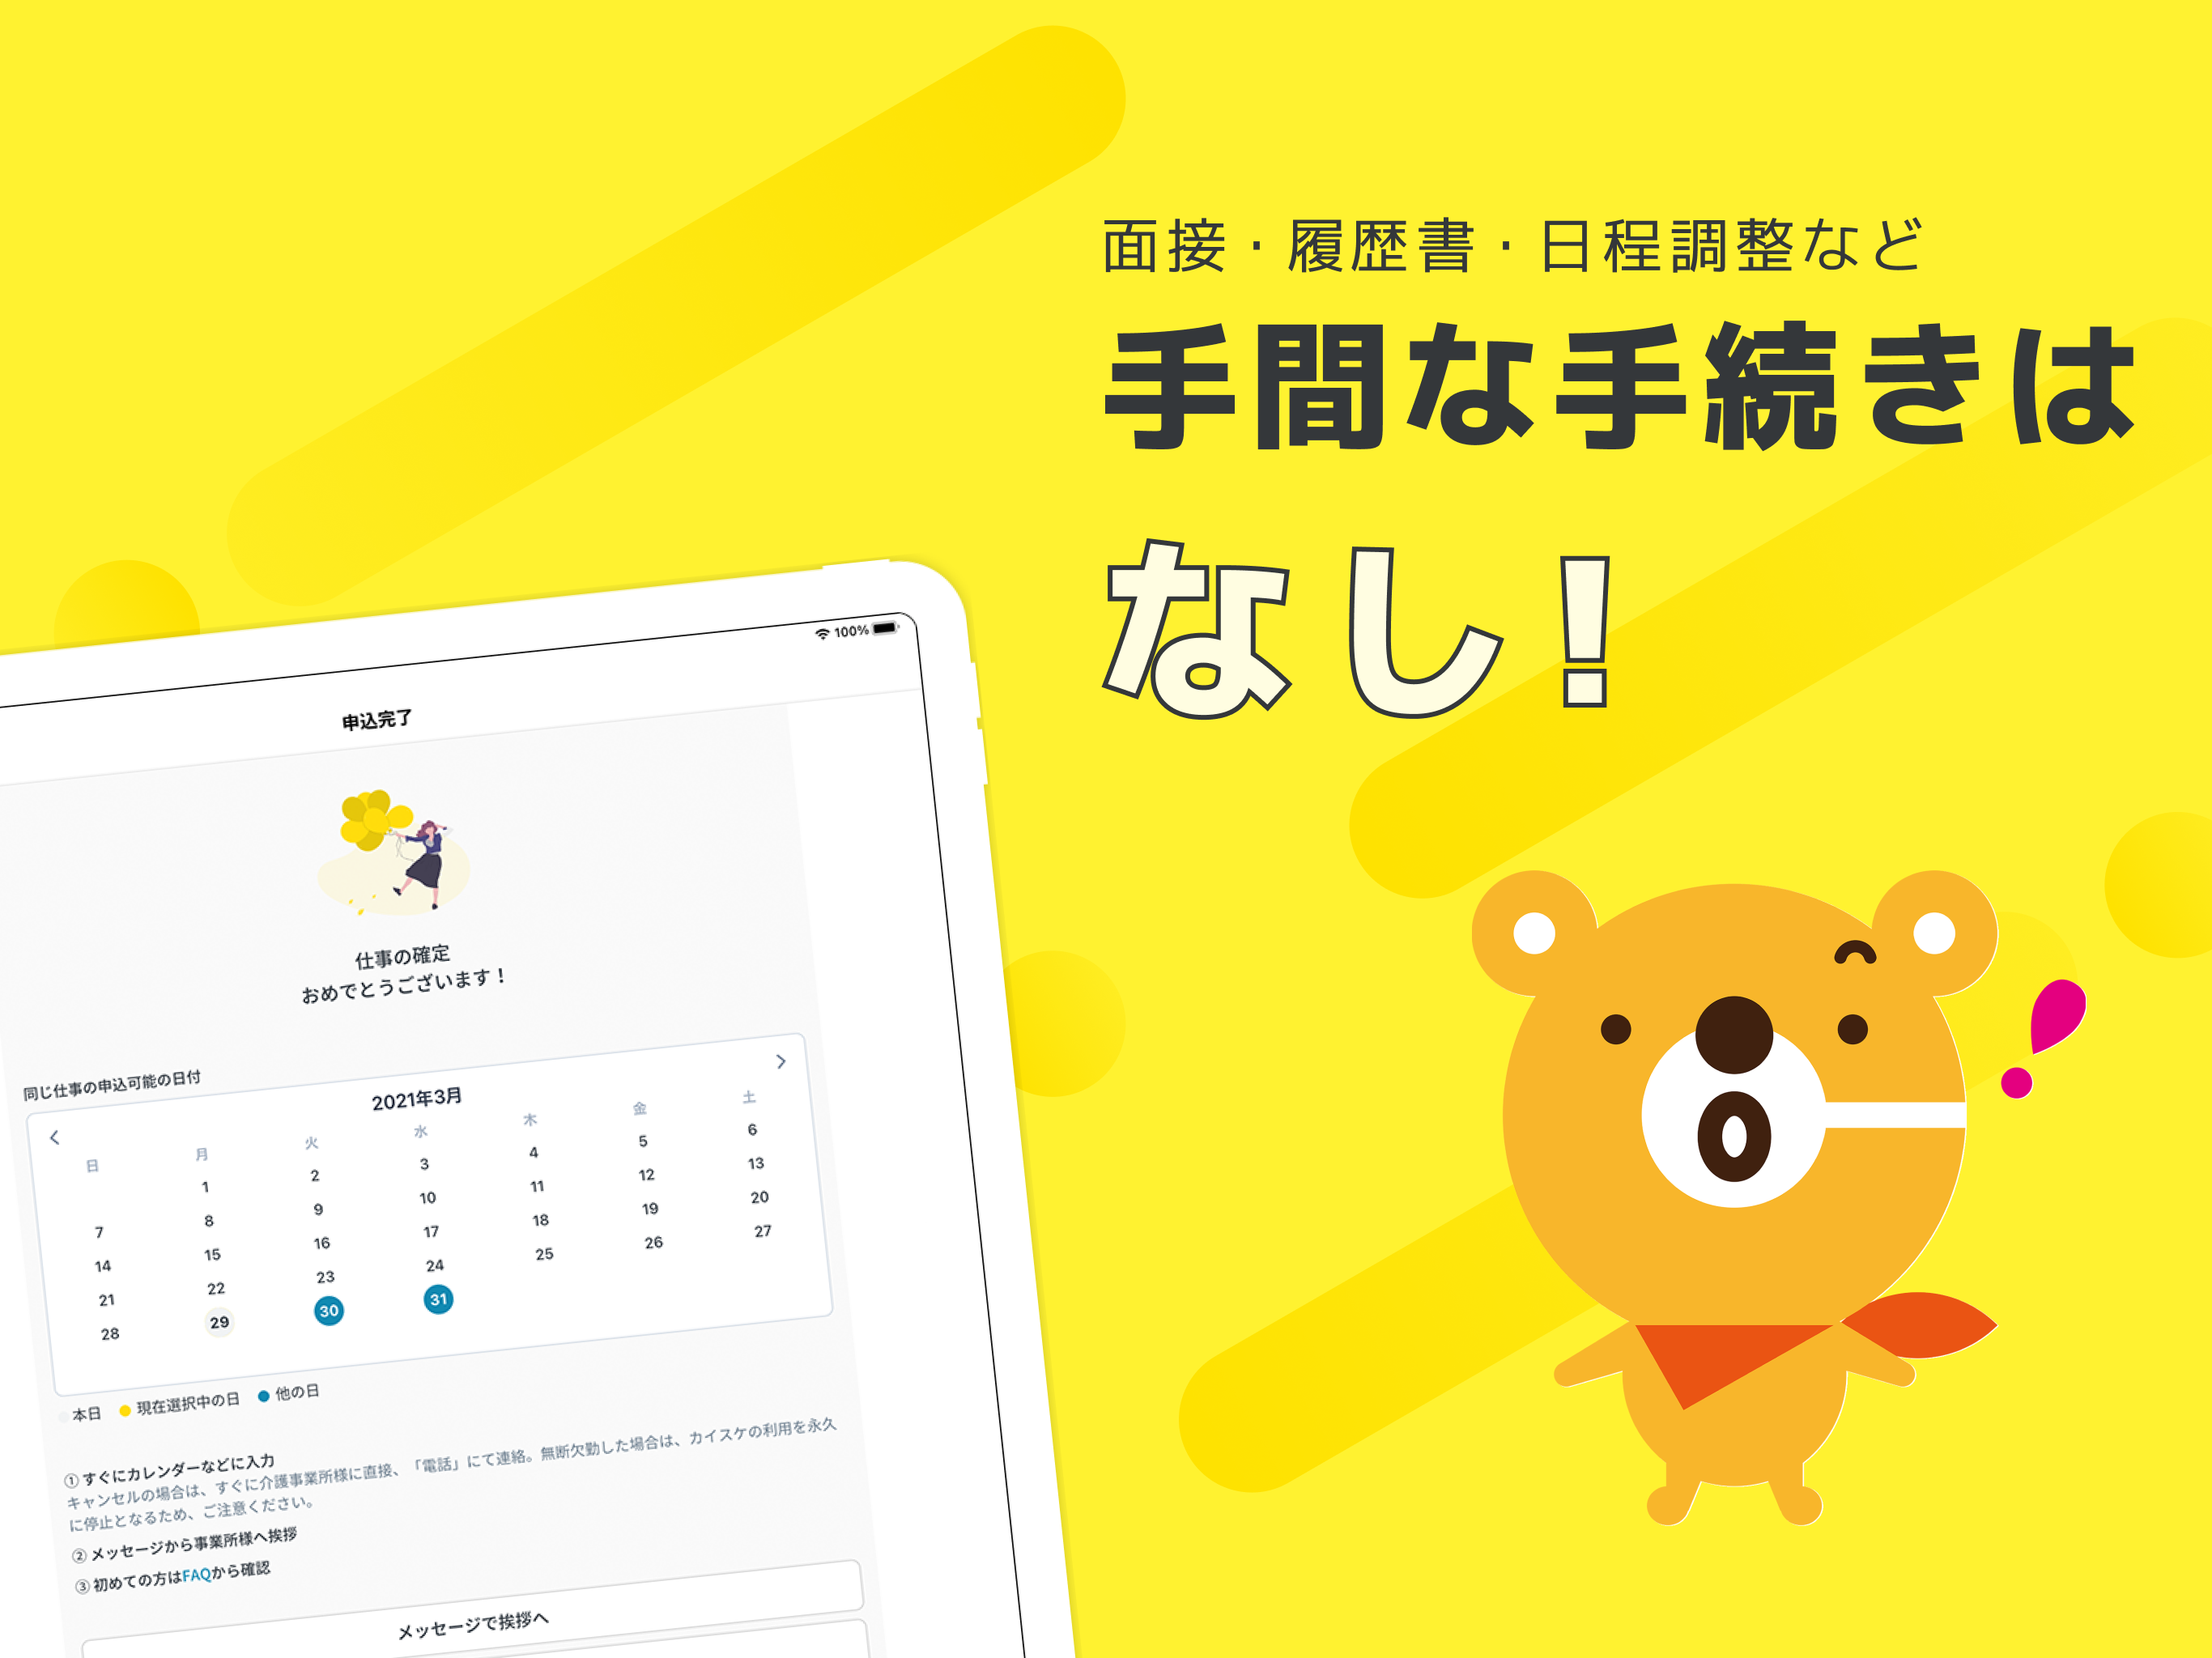 面接・履歴書・日程調整など
手間な手続きは
なし！
100%
申込完了
仕事の確定
おめでとうございます！
同じ仕事の申込可能の日付
2021年3月
日 月 火 水 木 金 土
1 2 3 4 5 6
7 8 9 10 11 12 13
14 15 16 17 18 19 20
21 22 23 24 25 26 27
28 29 30 31
本日 現在選択中の日 他の日
① すぐにカレンダーなどに入力
キャンセルの場合は、すぐに介護事業所様に直接、「電話」にて連絡。無断欠勤した場合は、カイスケの利用を永久
に停止となるため、ご注意ください。
② メッセージから事業所様へ挨拶
③ 初めての方はFAQから確認
メッセージで挨拶へ